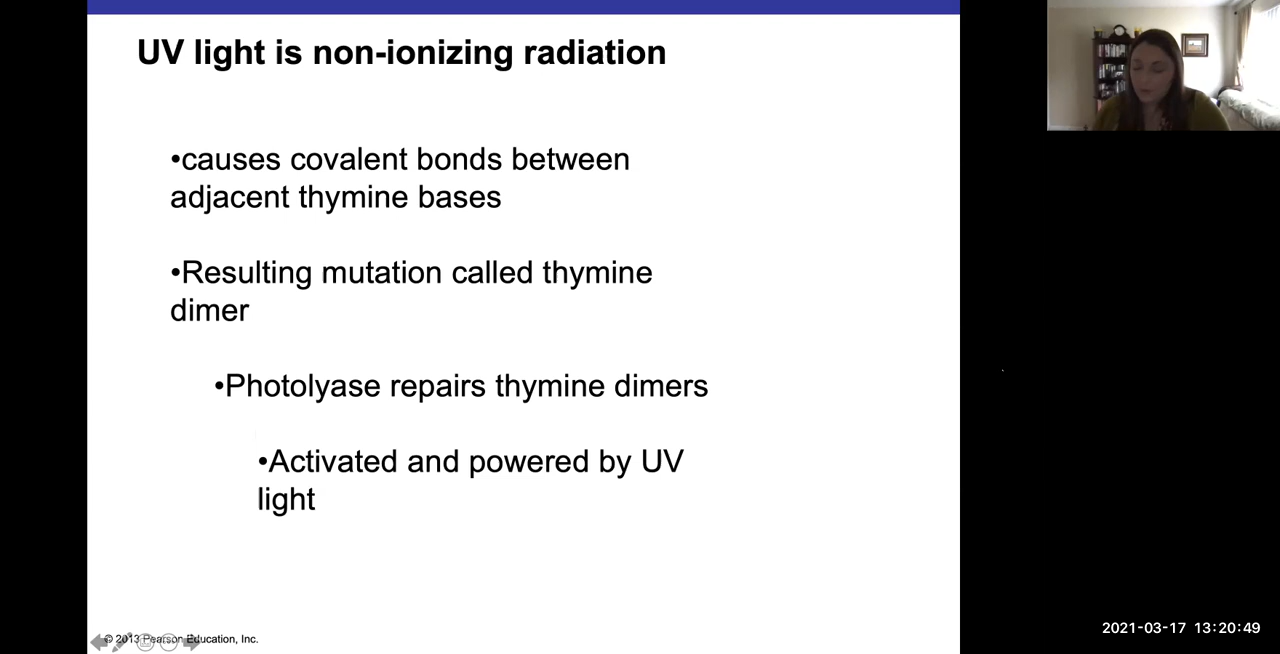 UV light is non-ionizing radiation
•causes covalent bonds between
adjacent thymine bases
•Resulting mutation called thymine
dimer
•Photolyase repairs thymine dimers
•Activated and powered by UV
light
© 2013 Pearson Education, Inc.
2021-03-17 13:20:49